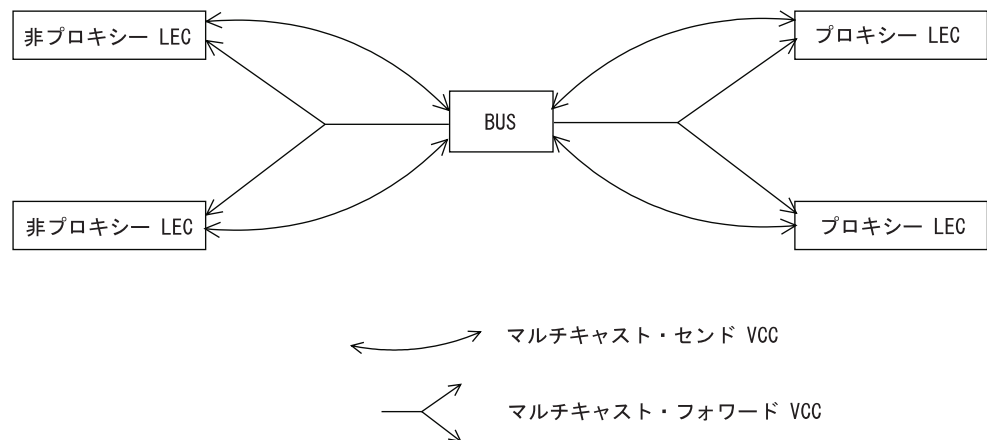 非プロキシー LEC
プロキシー LEC
BUS
非プロキシー LEC
プロキシー LEC
マルチキャスト・センド VCC
マルチキャスト・フォワード VCC